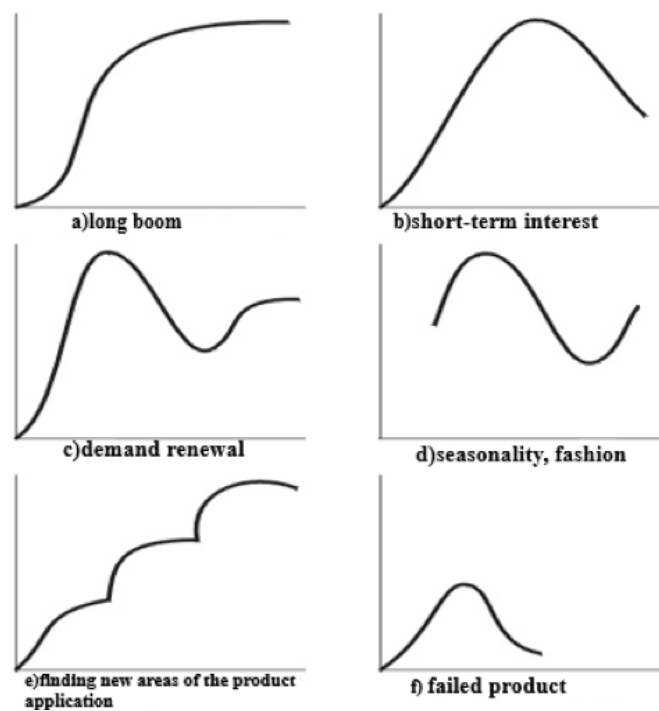 a)long boom
b)short-term interest
c)demand renewal
d)seasonality, fashion
e)finding new areas of the product
application
f) failed product